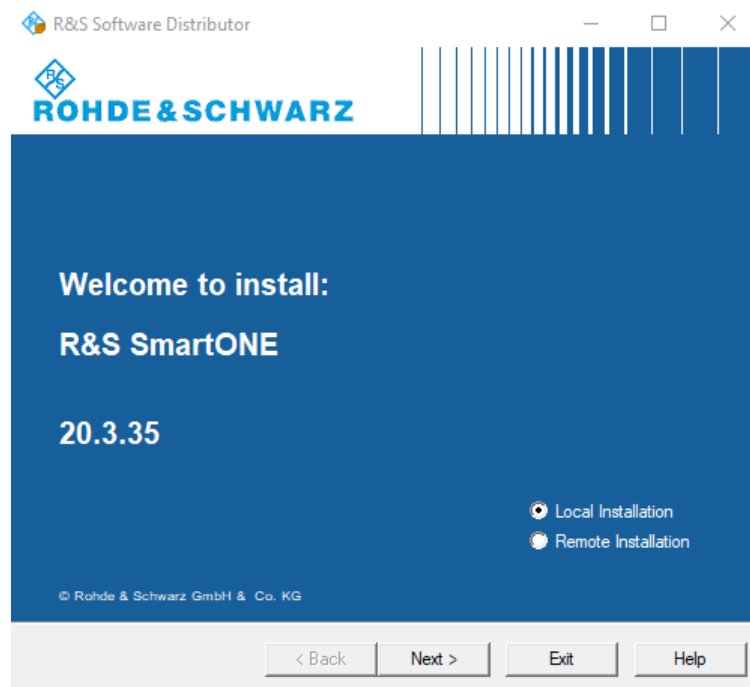 R&S Software Distributor
R&S
ROHDE&SCHWARZ
Welcome to install:
R&S SmartONE
20.3.35
Local Installation
Remote Installation
© Rohde & Schwarz GmbH & Co. KG
< Back
Next >
Exit
Help